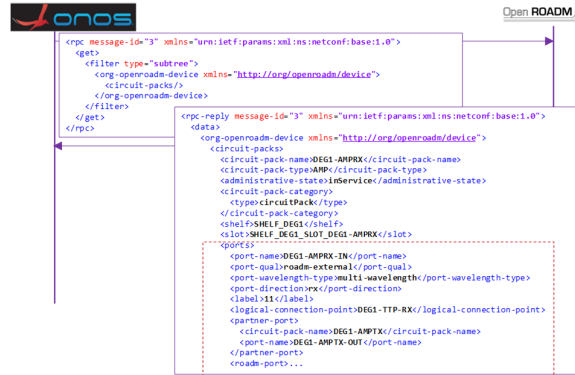 ONOS
Open ROADM
<rpc message-id="3" xmlns="urn:ietf:params:xml:ns:netconf:base:1.0">
<get>
<filter type="subtree">
<org-openroadm-device xmlns="http://org/openroadm/device">
<circuit-packs/>
</org-openroadm-device>
</filter>
</get>
</rpc>
<rpc-reply message-id="3" xmlns="urn:ietf:params:xml:ns:netconf:base:1.0">
<data>
<org-openroadm-device xmlns="http://org/openroadm/device">
<circuit-packs>
<circuit-pack-name>DEG1-AMPRX</circuit-pack-name>
<circuit-pack-type>AMP</circuit-pack-type>
<administrative-state>inService</administrative-state>
<circuit-pack-category>
<type>circuitPack</type>
</circuit-pack-category>
<shelf>SHELF_DEG1</shelf>
<slot>SHELF_DEG1_SLOT_DEG1-AMPRX</slot>
<ports>
<port-name>DEG1-AMPRX-IN</port-name>
<port-qual>roadm-external</port-qual>
<port-wavelength-type>multi-wavelength</port-wavelength-type>
<port-direction>rx</port-direction>
<label>11</label>
<logical-connection-point>DEG1-TTP-RX</logical-connection-point>
<partner-port>
<circuit-pack-name>DEG1-AMPTX</circuit-pack-name>
<port-name>DEG1-AMPTX-OUT</port-name>
</partner-port>
<roadm-port>...